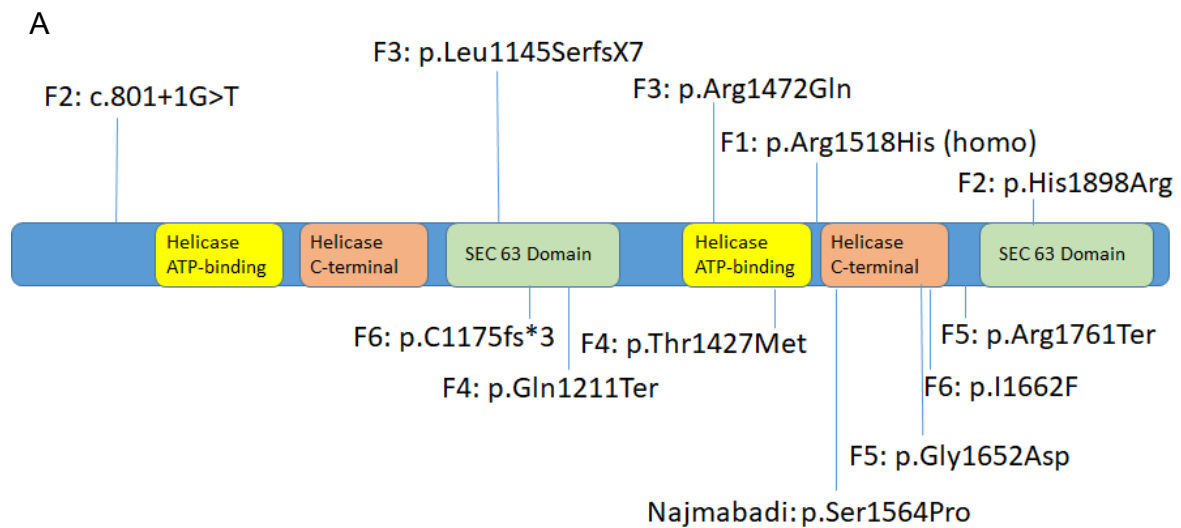 A
F3: p.Leu1145SerfsX7
F2: c.801+1G>T
F3: p.Arg1472Gln
F1: p.Arg1518His (homo)
F2: p.His1898Arg
Helicase
ATP-binding
Helicase
C-terminal
SEC 63 Domain
Helicase
ATP-binding
Helicase
C-terminal
SEC 63 Domain
F6: p.C1175fs*3
F4: p.Thr1427Met
F5: p.Arg1761Ter
F4: p.Gln1211Ter
F6: p.I1662F
F5: p.Gly1652Asp
Najmabadi: p.Ser1564Pro